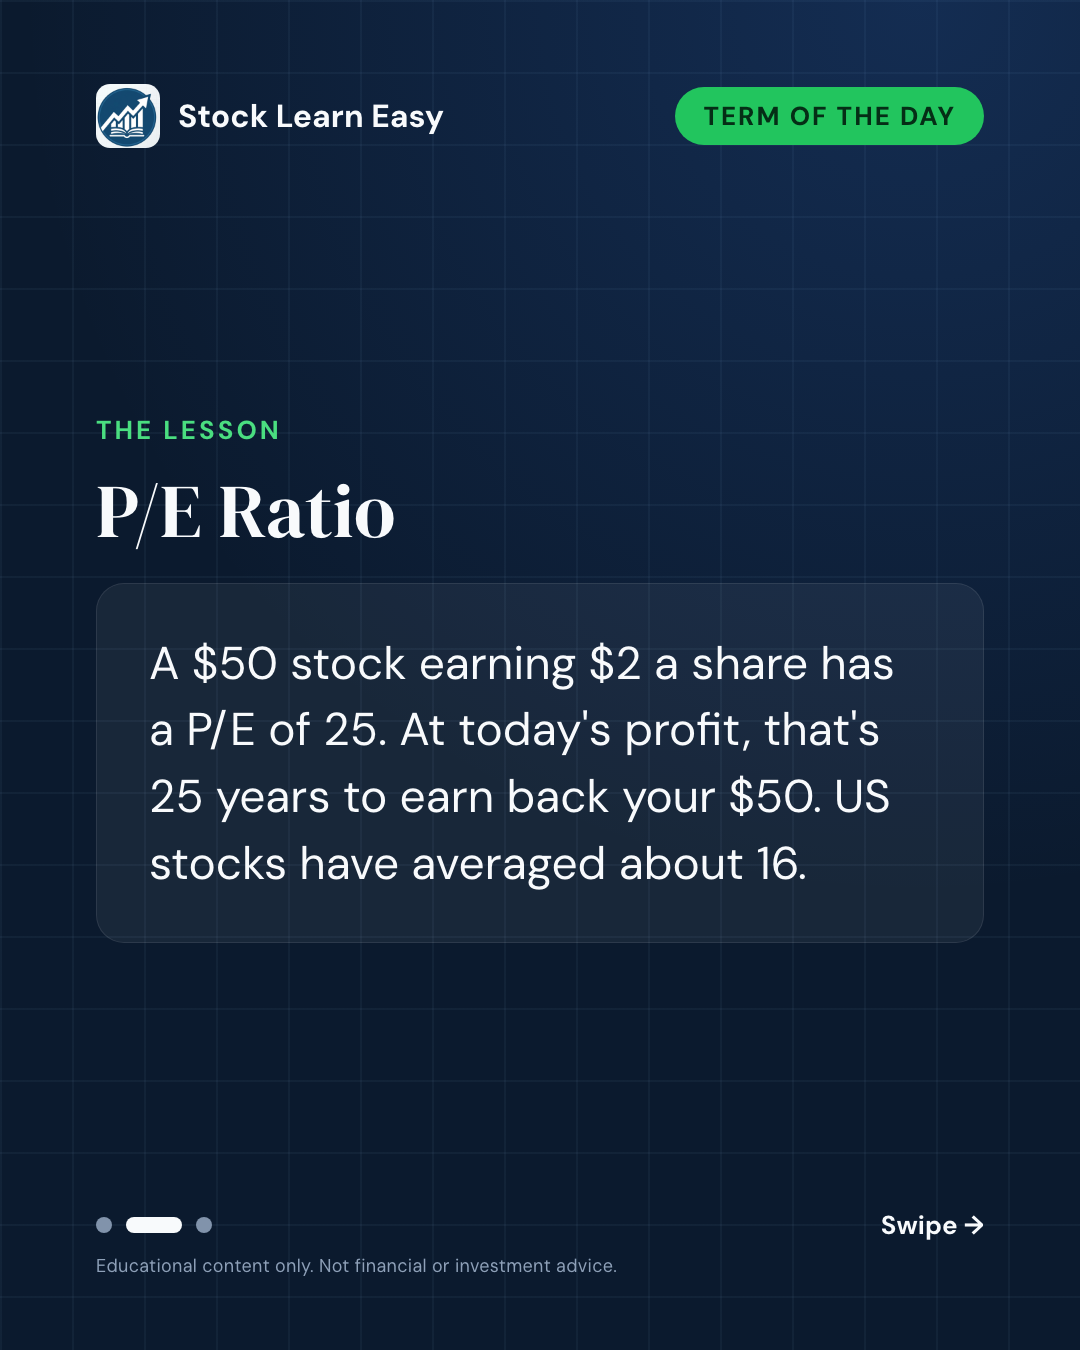 Stock Learn Easy
TERM OF THE DAY
THE LESSON
P/E Ratio
A $50 stock earning $2 a share has
a P/E of 25. At today's profit, that's
25 years to earn back your $50. US
stocks have averaged about 16.
Swipe →
Educational content only. Not financial or investment advice.